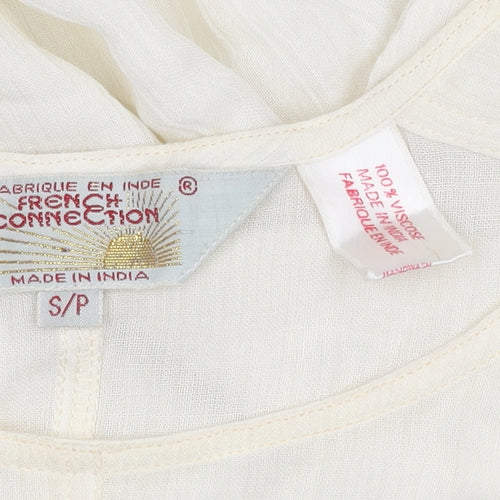 ABRIQUE EN INDE ®
FRENCH
CONNECTION
MADE IN INDIA
S/P
100% VISCOSE
MADE IN INDIA
FABRIQUE EN INDE